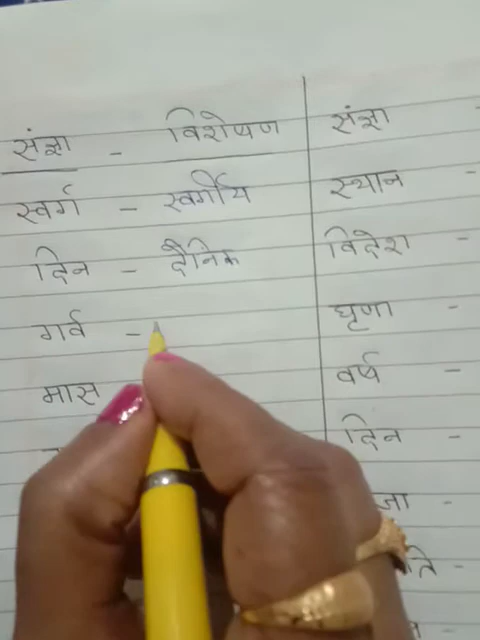 संज्ञा - विशेषण
स्वर्ग - स्वर्गीय
दिन - दैनिक
गर्व -
मास
संज्ञा -
स्थान -
विदेश -
घृणा -
वर्ष -
दिन -